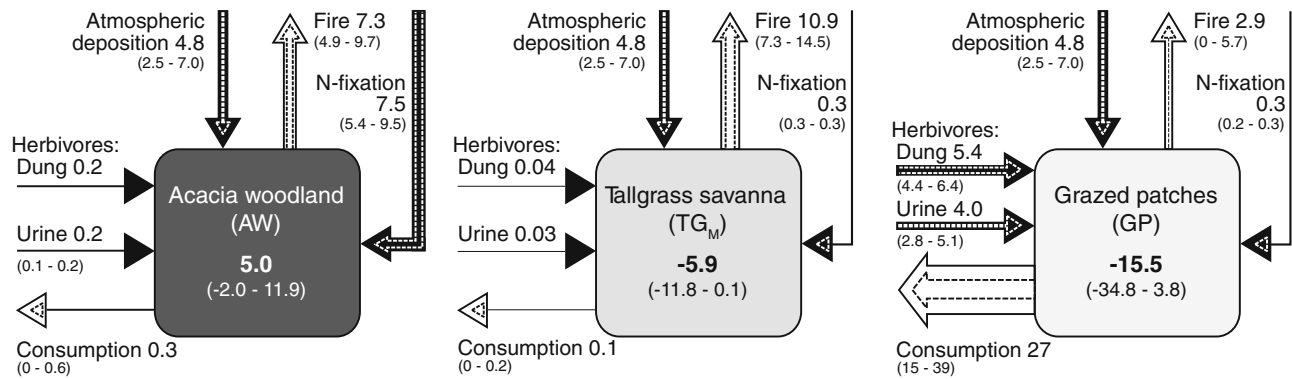 Atmospheric
deposition 4.8
(2.5 - 7.0)
Fire 7.3
(4.9 - 9.7)
N-fixation
7.5
(5.4 - 9.5)
Herbivores:
Dung 0.2
Urine 0.2
(0.1 - 0.2)
Acacia woodland
(AW)
5.0
(-2.0 - 11.9)
Consumption 0.3
(0 - 0.6)
Atmospheric
deposition 4.8
(2.5 - 7.0)
Fire 10.9
(7.3 - 14.5)
N-fixation
0.3
(0.3 - 0.3)
Herbivores:
Dung 0.04
Urine 0.03
Tallgrass savanna
(TGM)
-5.9
(-11.8 - 0.1)
Consumption 0.1
(0 - 0.2)
Atmospheric
deposition 4.8
(2.5 - 7.0)
Fire 2.9
(0 - 5.7)
N-fixation
0.3
(0.2 - 0.3)
Herbivores:
Dung 5.4
(4.4 - 6.4)
Urine 4.0
(2.8 - 5.1)
Grazed patches
(GP)
-15.5
(-34.8 - 3.8)
Consumption 27
(15 - 39)